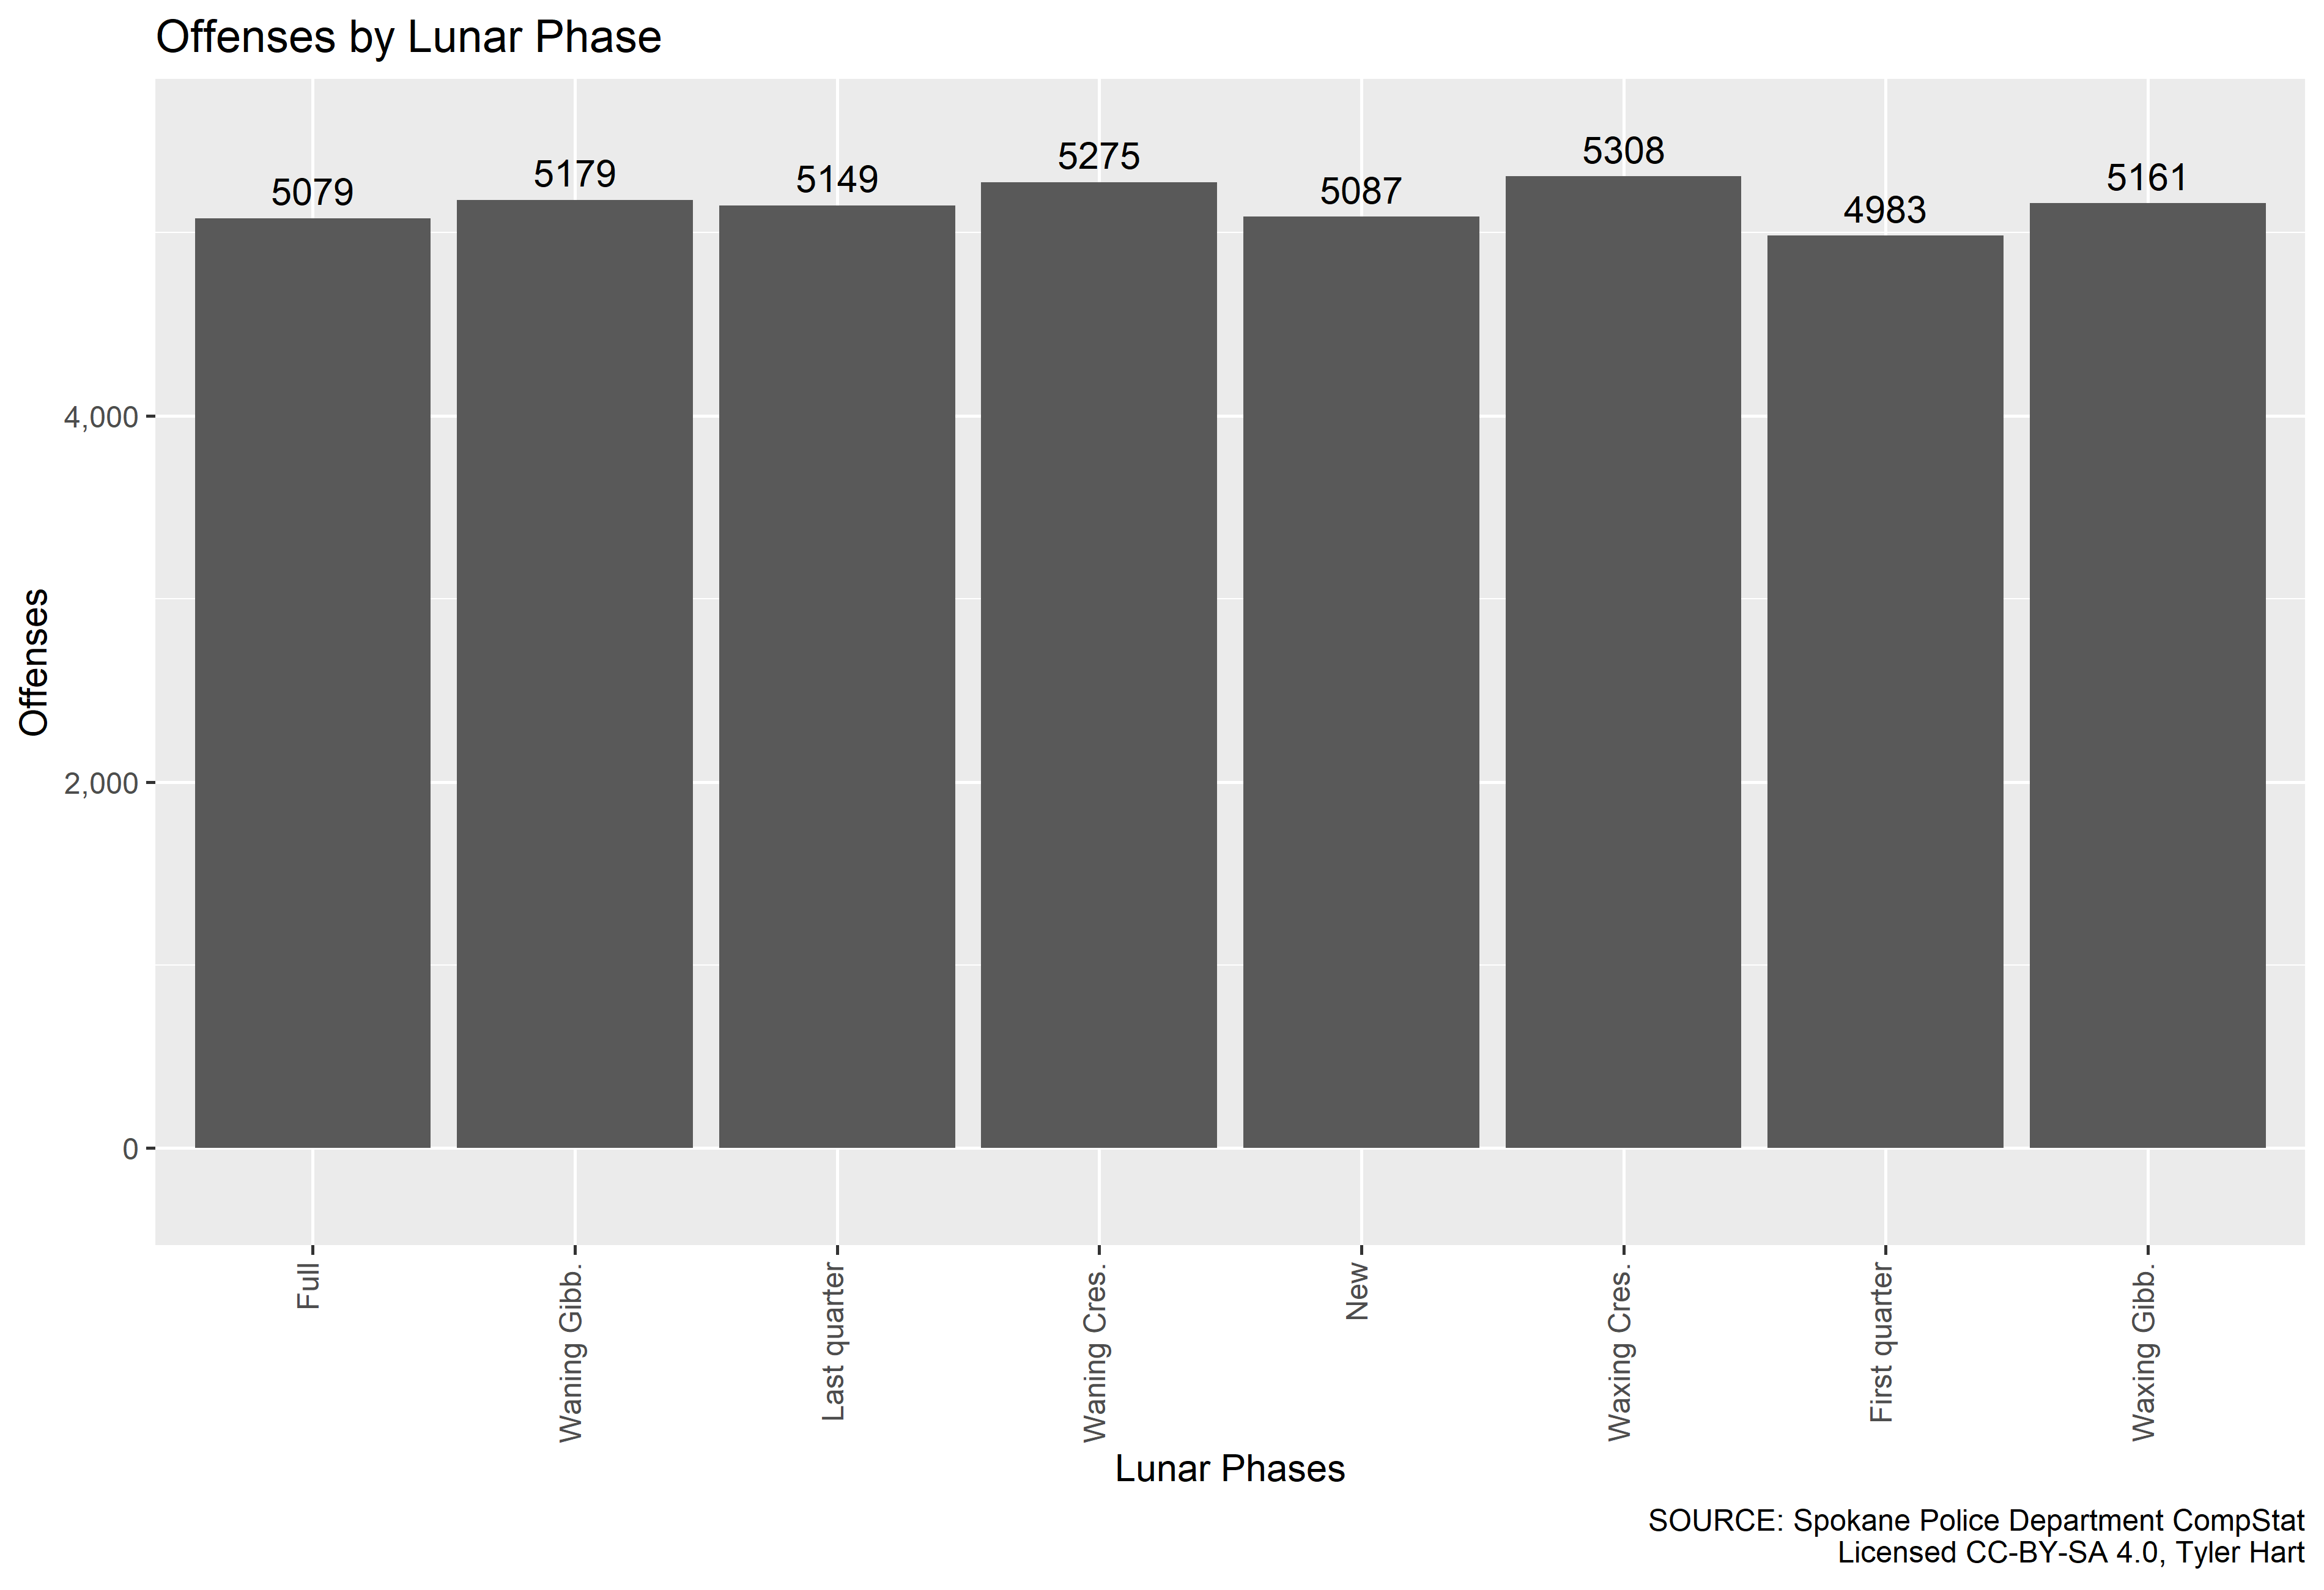 Offenses by Lunar Phase
5079
5179
5149
5275
5087
5308
4983
5161
4,000
2,000
0
Offenses
Full
Waning Gibb.
Last quarter
Waning Cres.
New
Waxing Cres.
First quarter
Waxing Gibb.
Lunar Phases
SOURCE: Spokane Police Department CompStat
Licensed CC-BY-SA 4.0, Tyler Hart